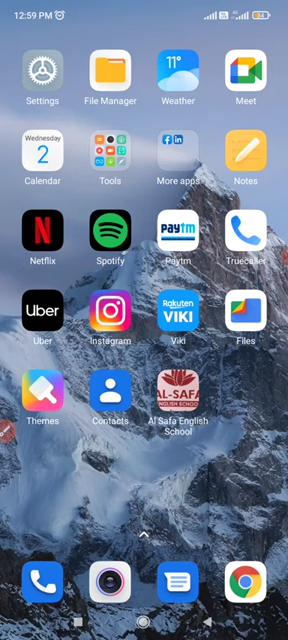 12:59 PM
11°
Settings
File Manager
Weather
Meet
Wednesday
2
Calendar
Tools
More apps
Notes
N
Paytm
Netflix
Spotify
Paytm
Truecaller
Uber
Rakuten
VIKI
Uber
Instagram
Viki
Files
AL-SAFA
ENGLISH SCHOOL
Themes
Contacts
Al Safa English
School